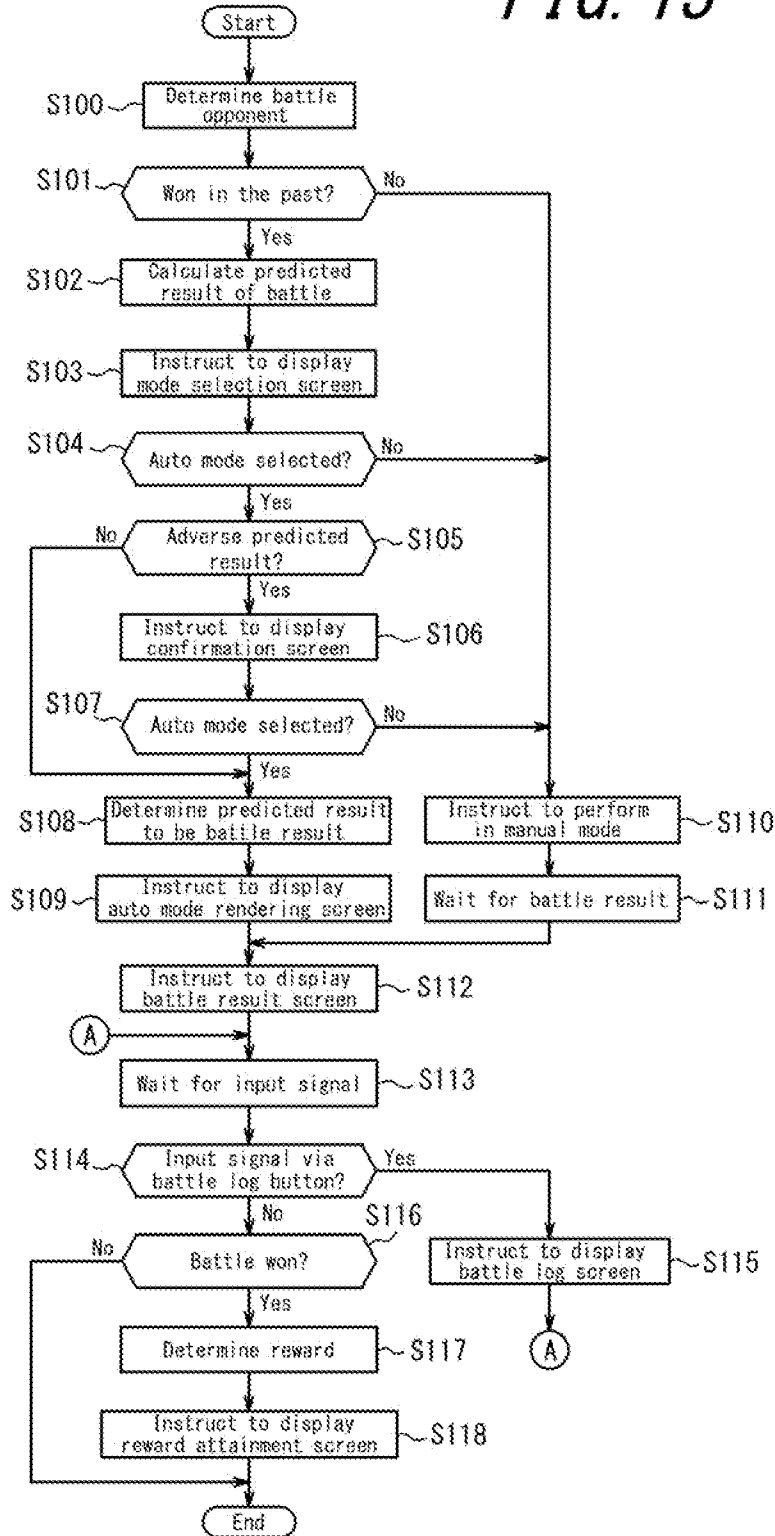 FIG. 13
Start
S100
Determine battle
opponent
S101
Won in the past?
No
Yes
S102
Calculate predicted
result of battle
S103
Instruct to display
mode selection screen
S104
Auto mode selected?
No
Yes
No
Adverse predicted
result?
S105
Yes
Instruct to display
confirmation screen
S106
S107
Auto mode selected?
No
Yes
S108
Determine predicted result
to be battle result
Instruct to perform
in manual mode
S110
S109
Instruct to display
auto mode rendering screen
Wait for battle result
S111
Instruct to display
battle result screen
S112
A
Wait for input signal
S113
S114
Input signal via
battle log button?
Yes
No
S116
No
Battle won?
Yes
Instruct to display
battle log screen
S115
A
Determine reward
S117
Instruct to display
reward attainment screen
S118
End